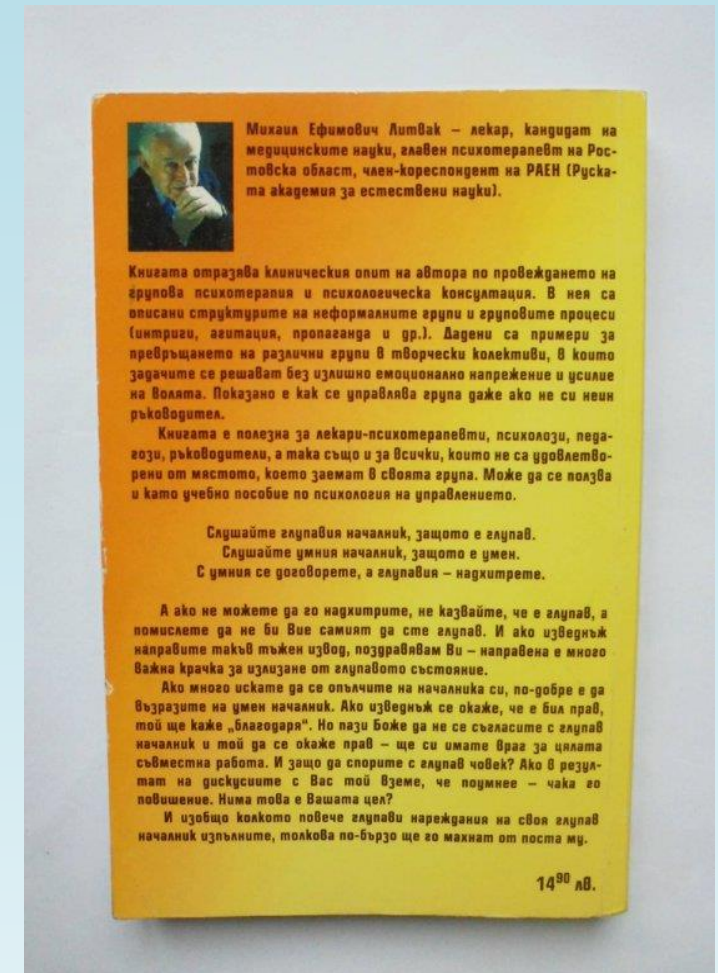 Михаил Ефимович Литвак – лекар, кандидат на
медицинските науки, главен психотерапевт на Рос-
товска област, член-кореспондент на РАЕН (Руска-
та академия за естествени науки).
Книгата отразява клиническия опит на автора по провеждането на
групова психотерапия и психологическа консултация. В нея са
описани структурите на неформалните групи и груповите процеси
(интриги, агитация, пропаганда и др.). Дадени са примери за
превръщането на различни групи в творчески колективи, в които
задачите се решават без излишно емоционално напрежение и усилие
на волята. Показано е как се управлява група даже ако не си неин
ръководител.
Книгата е полезна за лекари-психотерапевти, психолози, педа-
гози, ръководители, а така също и за всички, които не са удовлетво-
рени от мястото, което заемат в своята група. Може да се ползва
и като учебно пособие по психология на управлението.
Слушайте глупавия началник, защото е глупав.
Слушайте умния началник, защото е умен.
С умния се договорете, а глупавия – надхитрете.
А ако не можете да го надхитрите, не казвайте, че е глупав, а
помислете да не би Вие самият да сте глупав. И ако изведнъж
направите такъв тъжен извод, поздравявам Ви – направена е много
важна крачка за излизане от глупавото състояние.
Ако много искате да се опълчите на началника си, по-добре е да
възразите на умен началник. Ако изведнъж се окаже, че е бил прав,
той ще каже „благодаря“. Но пази Боже да не се съгласите с глупав
началник и той да се окаже прав – ще си имате враг за цялата
съвместна работа. И защо да спорите с глупав човек? Ако в резул-
тат на дискусиите с Вас той вземе, че поумнее – чака го
повишение. Нима това е Вашата цел?
И изобщо колкото повече глупави нареждания на своя глупав
началник изпълните, толкова по-бързо ще го махнат от поста му.
14⁹⁰ лв.